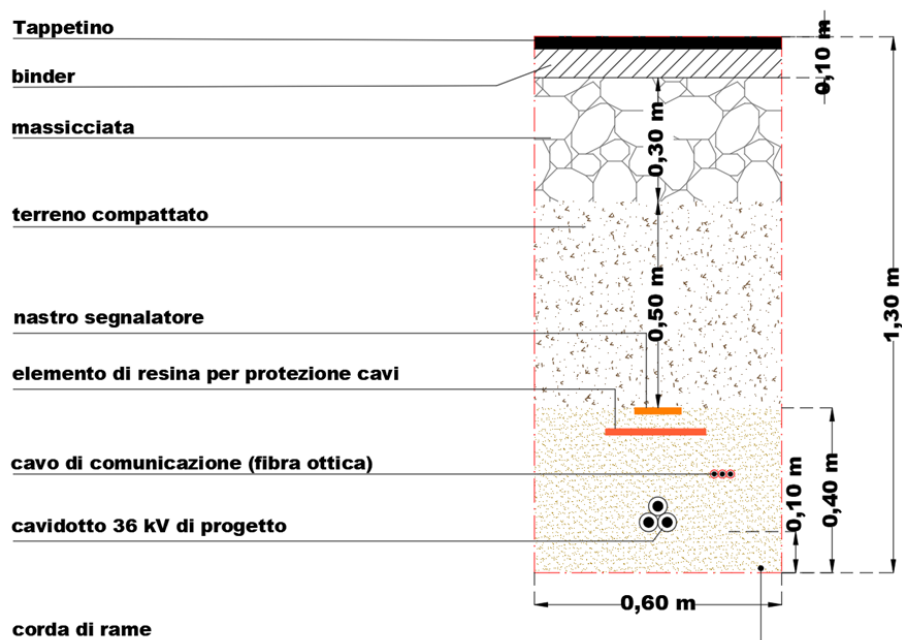 Tappetino
binder
massicciata
terreno compattato
nastro segnalatore
elemento di resina per protezione cavi
cavo di comunicazione (fibra ottica)
cavidotto 36 kV di progetto
corda di rame
0,10 m
0,30 m
0,50 m
1,30 m
0,40 m
0,10 m
0,60 m